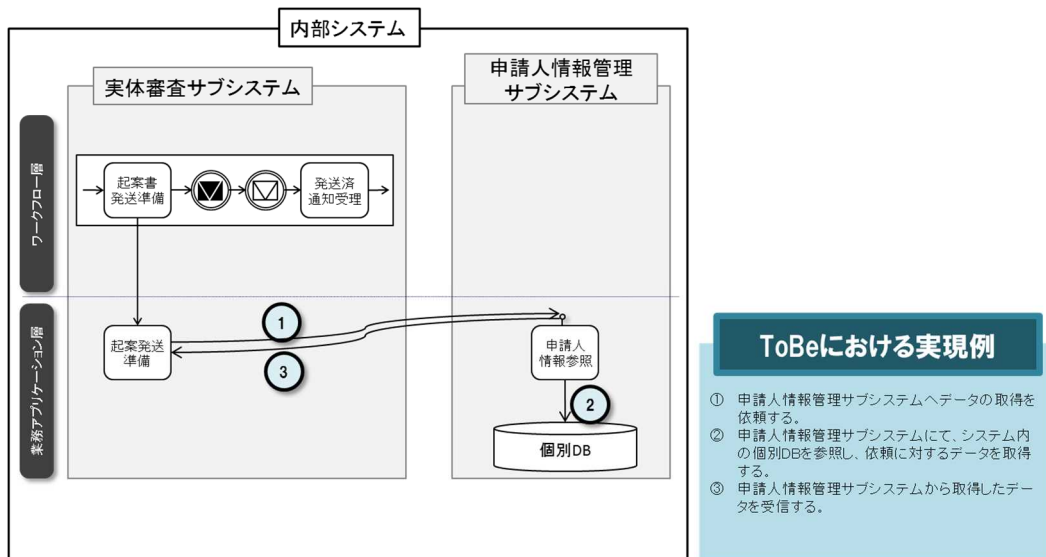 内部システム
実体審査サブシステム
申請人情報管理
サブシステム
ワークフロー層
起案書
発送準備
発送済
通知受理
業務アプリケーション層
起案発送
準備
1
3
申請人
情報参照
2
個別DB
ToBeにおける実現例
① 申請人情報管理サブシステムへデータの取得を
依頼する。
② 申請人情報管理サブシステムにて、システム内
の個別DBを参照し、依頼に対するデータを取得
する。
③ 申請人情報管理サブシステムから取得したデー
タを受信する。